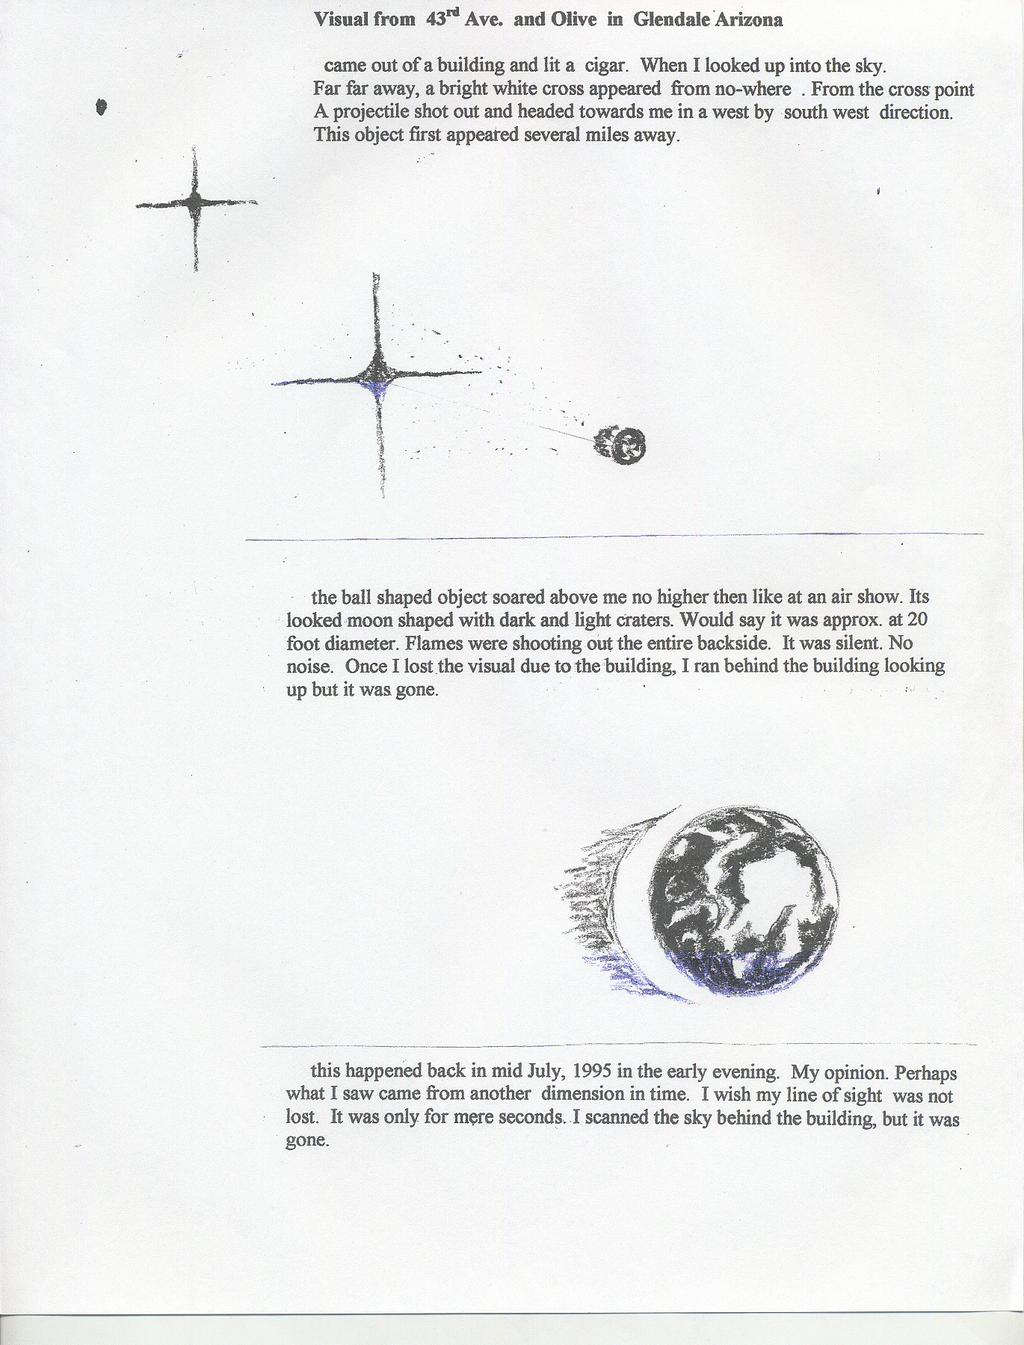 Visual from 43rd Ave. and Olive in Glendale Arizona
came out of a building and lit a cigar. When I looked up into the sky.
Far far away, a bright white cross appeared from no-where . From the cross point
A projectile shot out and headed towards me in a west by south west direction.
This object first appeared several miles away.
the ball shaped object soared above me no higher then like at an air show. Its
looked moon shaped with dark and light craters. Would say it was approx. at 20
foot diameter. Flames were shooting out the entire backside. It was silent. No
noise. Once I lost the visual due to the building, I ran behind the building looking
up but it was gone.
this happened back in mid July, 1995 in the early evening. My opinion. Perhaps
what I saw came from another dimension in time. I wish my line of sight was not
lost. It was only for mere seconds. I scanned the sky behind the building, but it was
gone.